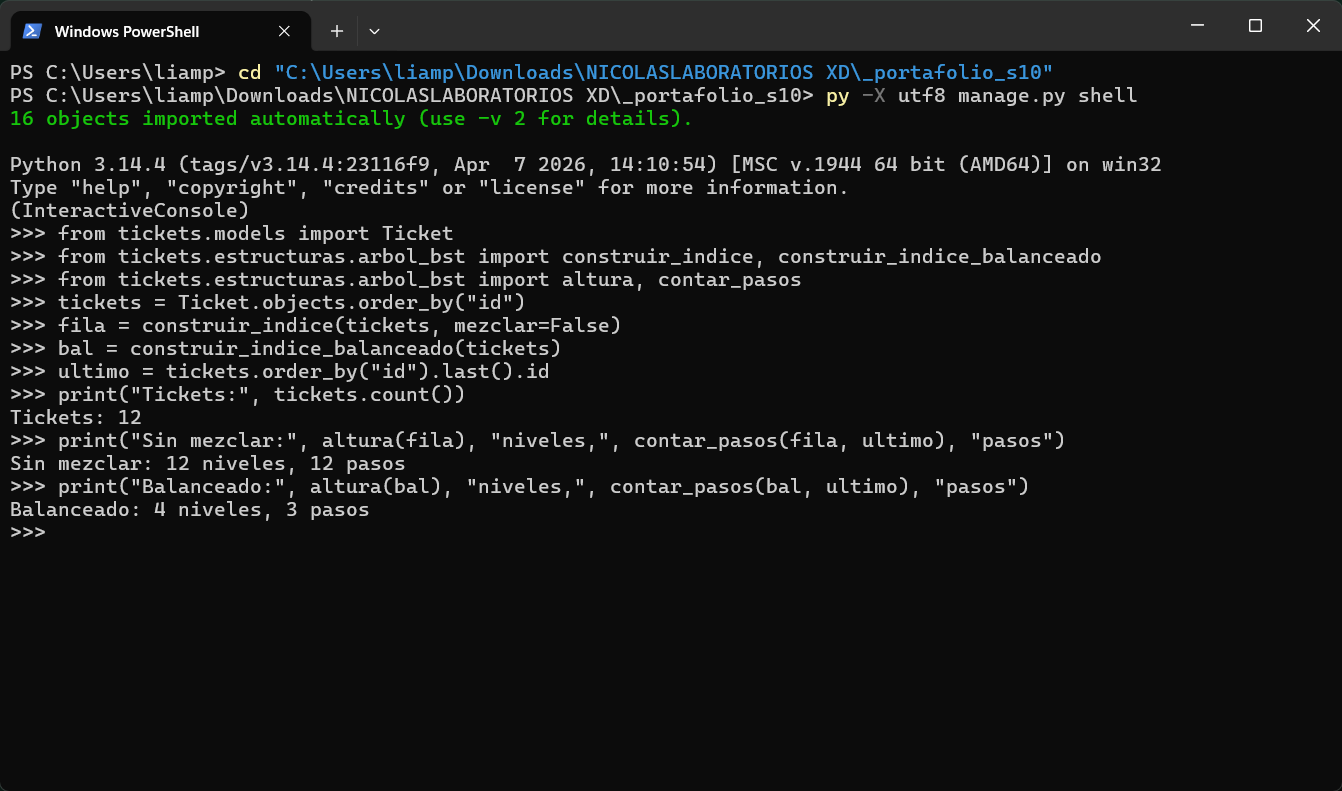 Windows PowerShell
PS C:\Users\liamp> cd "C:\Users\liamp\Downloads\NICOLASLABORATORIOS XD\_portafolio_s10"
PS C:\Users\liamp\Downloads\NICOLASLABORATORIOS XD\_portafolio_s10> py -X utf8 manage.py shell
16 objects imported automatically (use -v 2 for details).
Python 3.14.4 (tags/v3.14.4:23116f9, Apr  7 2026, 14:10:54) [MSC v.1944 64 bit (AMD64)] on win32
Type "help", "copyright", "credits" or "license" for more information.
(InteractiveConsole)
>>> from tickets.models import Ticket
>>> from tickets.estructuras.arbol_bst import construir_indice, construir_indice_balanceado
>>> from tickets.estructuras.arbol_bst import altura, contar_pasos
>>> tickets = Ticket.objects.order_by("id")
>>> fila = construir_indice(tickets, mezclar=False)
>>> bal = construir_indice_balanceado(tickets)
>>> ultimo = tickets.order_by("id").last().id
>>> print("Tickets:", tickets.count())
Tickets: 12
>>> print("Sin mezclar:", altura(fila), "niveles,", contar_pasos(fila, ultimo), "pasos")
Sin mezclar: 12 niveles, 12 pasos
>>> print("Balanceado:", altura(bal), "niveles,", contar_pasos(bal, ultimo), "pasos")
Balanceado: 4 niveles, 3 pasos
>>>